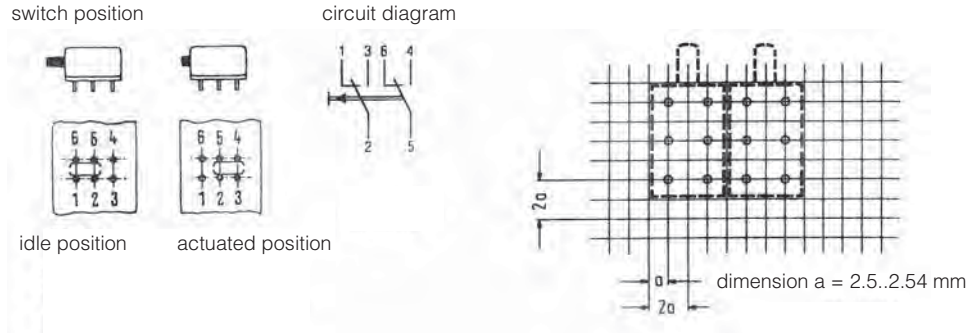 switch position
circuit diagram
1 3 6 4
2 5
6 5 4
1 2 3
6 5 4
1 2 3
idle position
actuated position
2a
a
2a
dimension a = 2.5..2.54 mm